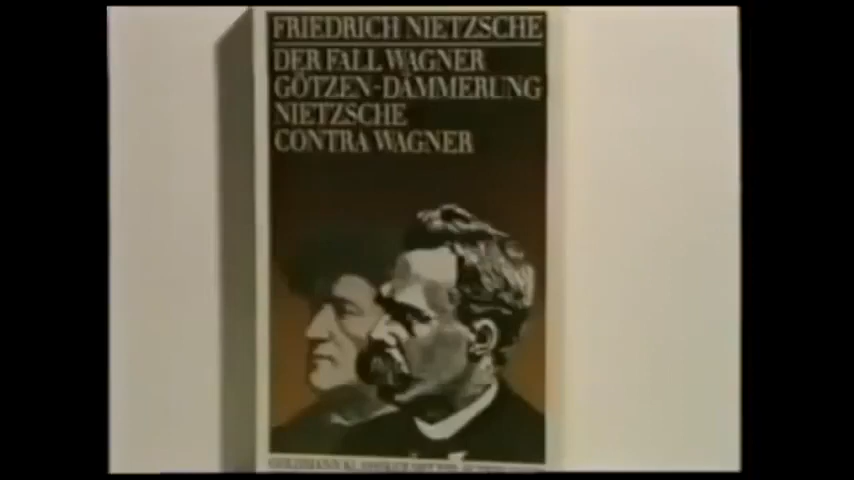 FRIEDRICH NIETZSCHE
DER FALL WAGNER
GÖTZEN-DÄMMERUNG
NIETZSCHE
CONTRA WAGNER